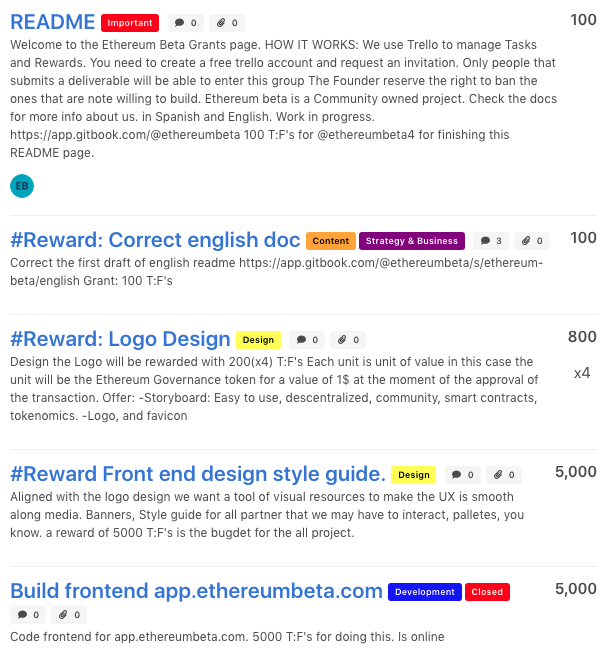 README Important 0 0 100
Welcome to the Ethereum Beta Grants page. HOW IT WORKS: We use Trello to manage Tasks
and Rewards. You need to create a free trello account and request an invitation. Only people that
submits a deliverable will be able to enter this group The Founder reserve the right to ban the
ones that are note willing to build. Ethereum beta is a Community owned project. Check the docs
for more info about us. in Spanish and English. Work in progress.
https://app.gitbook.com/@ethereumbeta 100 T:F's for @ethereumbeta4 for finishing this
README page.
EB
#Reward: Correct english doc Content Strategy & Business 3 0 100
Correct the first draft of english readme https://app.gitbook.com/@ethereumbeta/s/ethereum-
beta/english Grant: 100 T:F's
#Reward: Logo Design Design 0 0 800
Design the Logo will be rewarded with 200(x4) T:F's Each unit is unit of value in this case the
unit will be the Ethereum Governance token for a value of 1$ at the moment of the approval of
x4
the transaction. Offer: -Storyboard: Easy to use, descentralized, community, smart contracts,
tokenomics. -Logo, and favicon
#Reward Front end design style guide. Design 0 0 5,000
Aligned with the logo design we want a tool of visual resources to make the UX is smooth
along media. Banners, Style guide for all partner that we may have to interact, palletes, you
know. a reward of 5000 T:F's is the bugdet for the all project.
Build frontend app.ethereumbeta.com Development Closed 5,000
0 0
Code frontend for app.ethereumbeta.com. 5000 T:F's for doing this. Is online